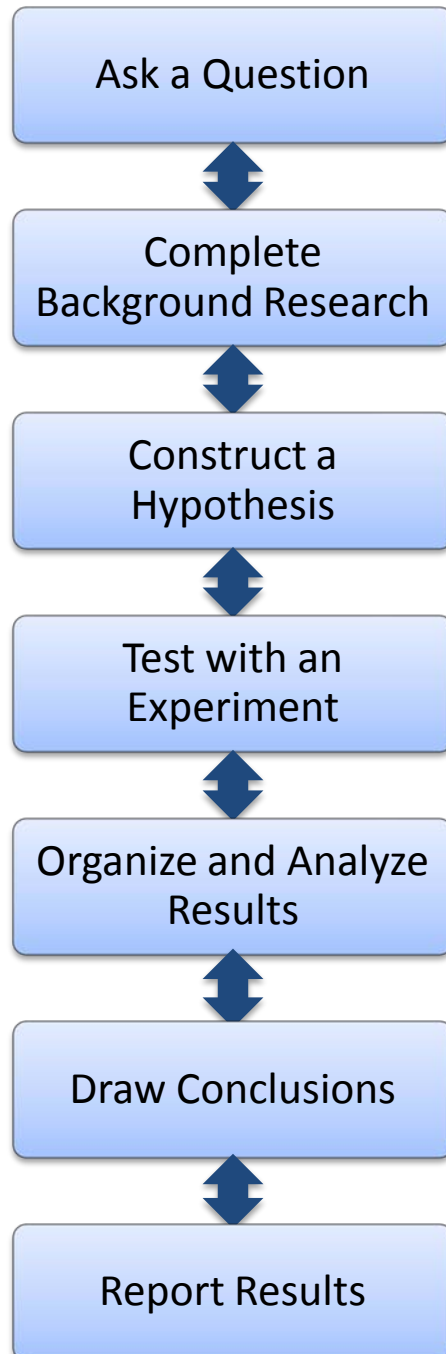 Ask a Question
Complete
Background Research
Construct a
Hypothesis
Test with an
Experiment
Organize and Analyze
Results
Draw Conclusions
Report Results